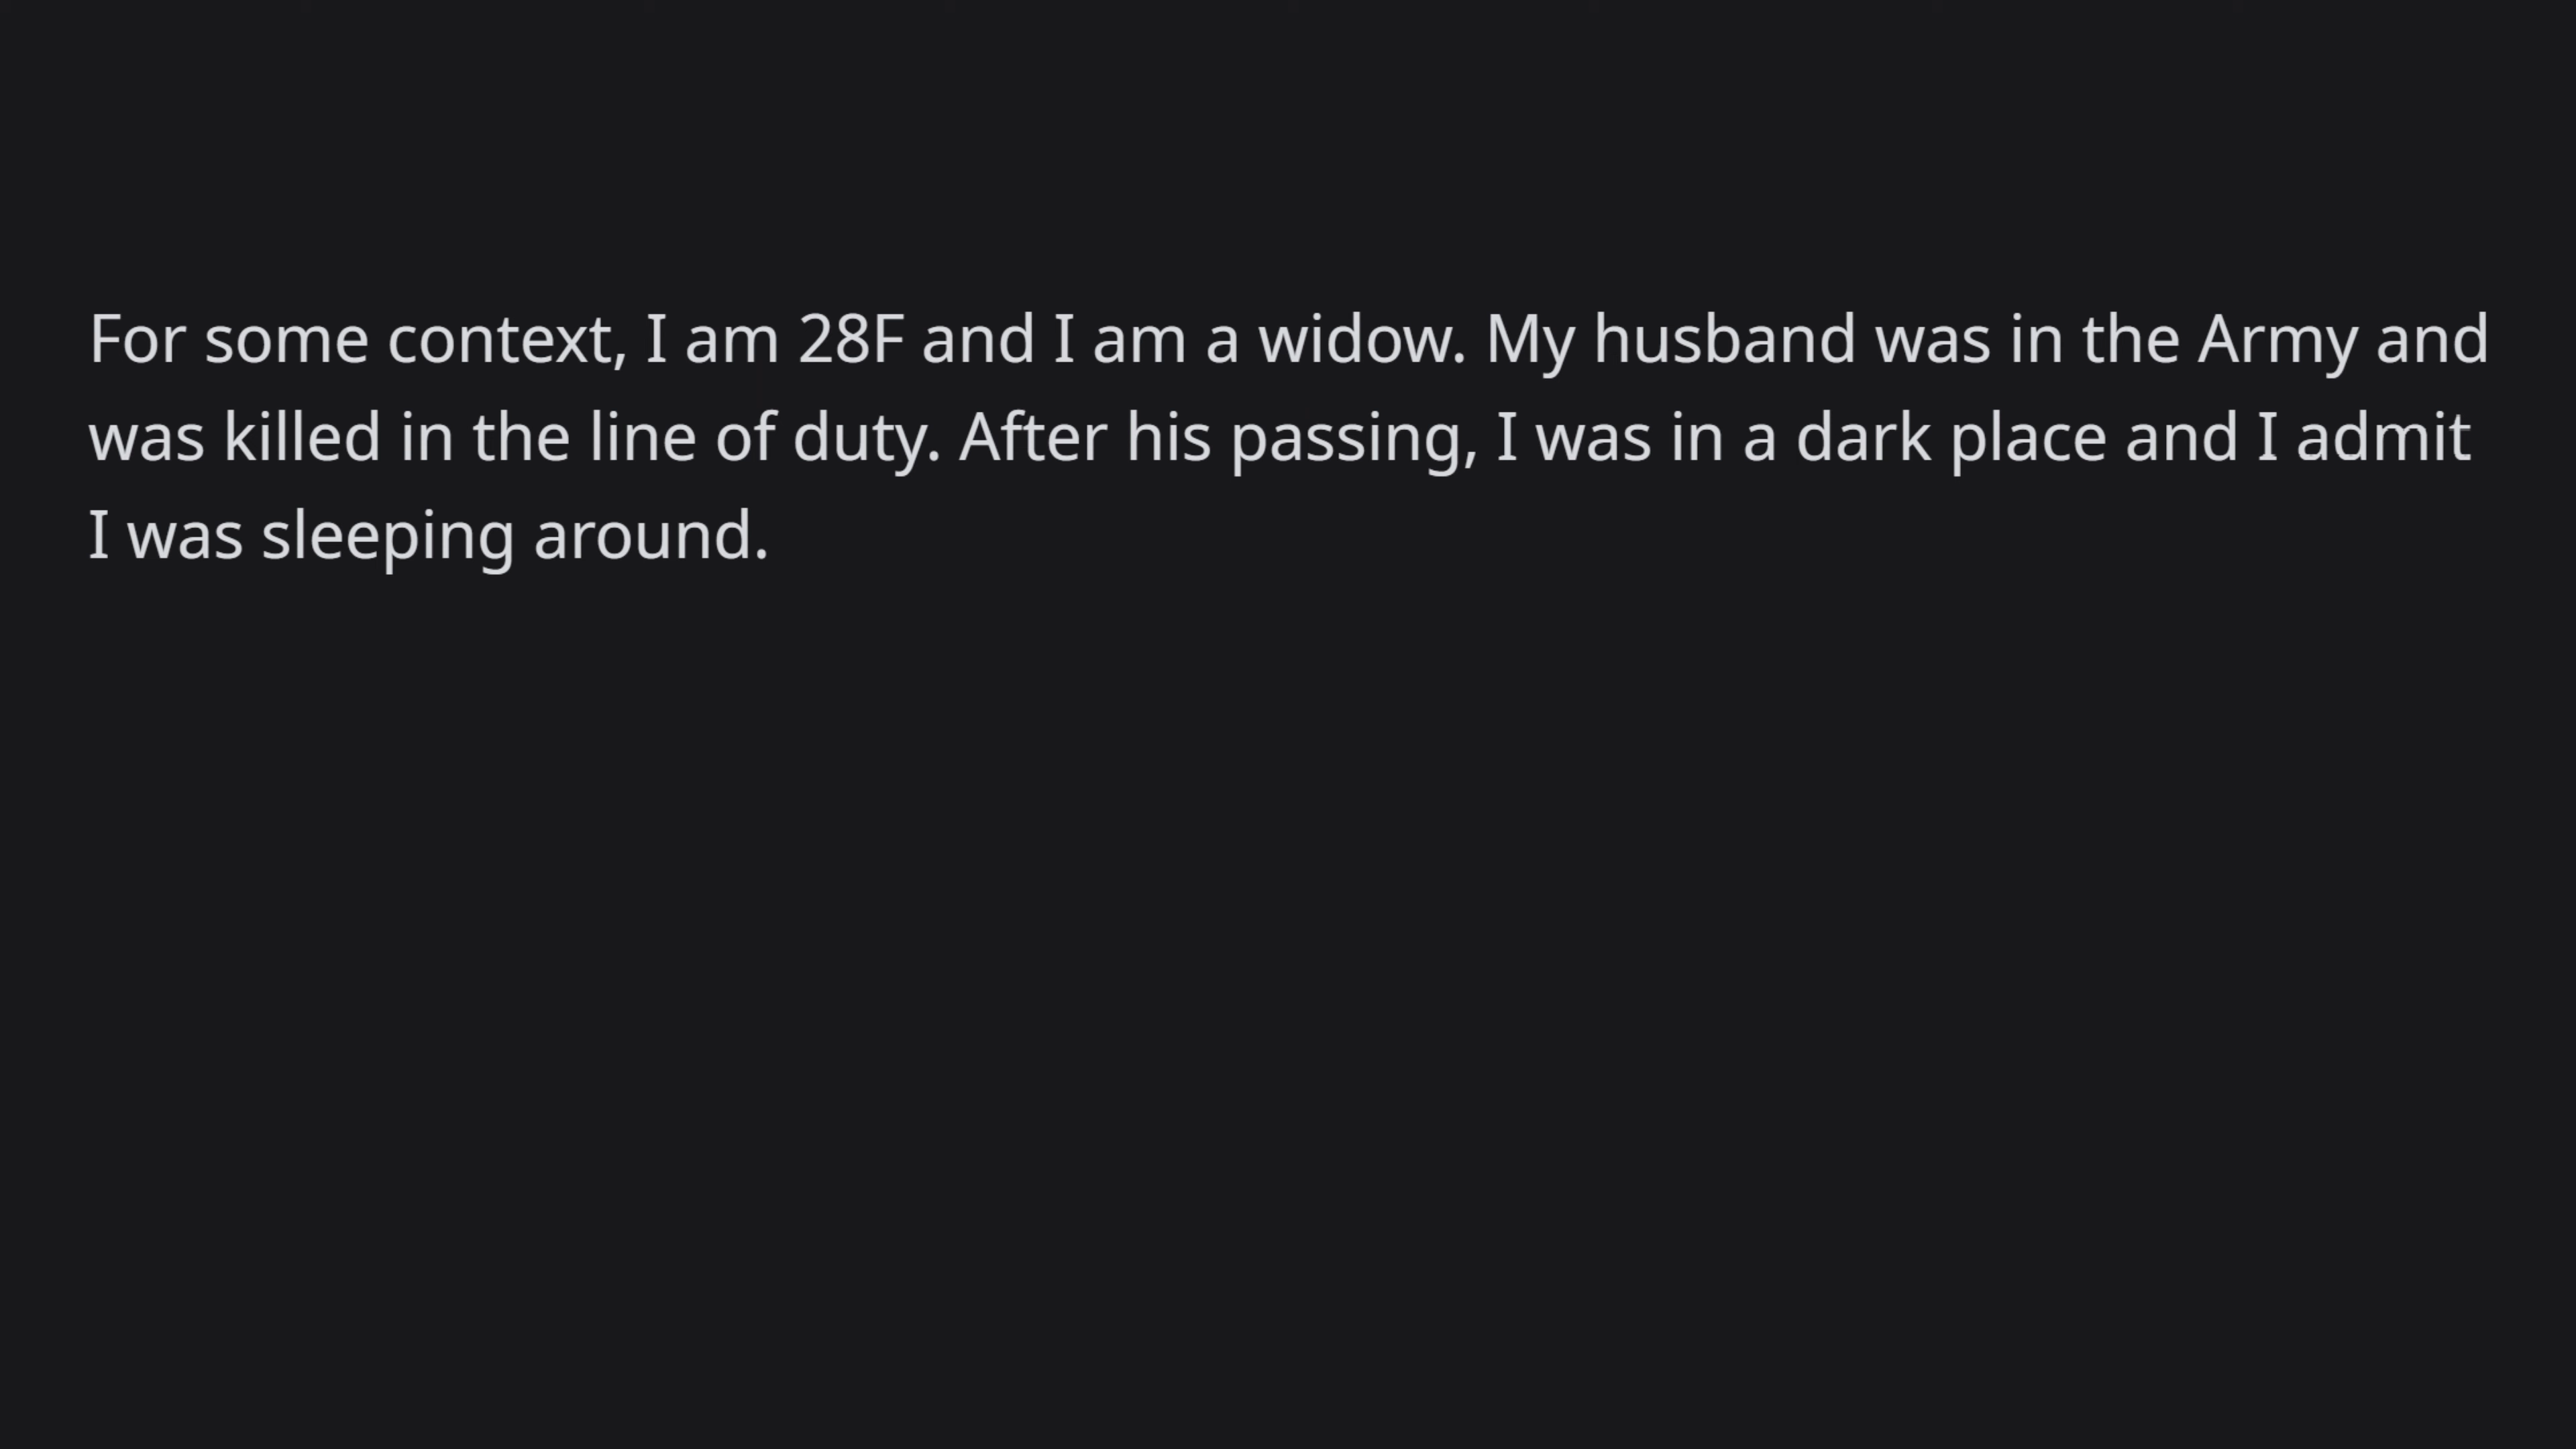 For some context, I am 28F and I am a widow. My husband was in the Army and
was killed in the line of duty. After his passing, I was in a dark place and I admit
I was sleeping around.